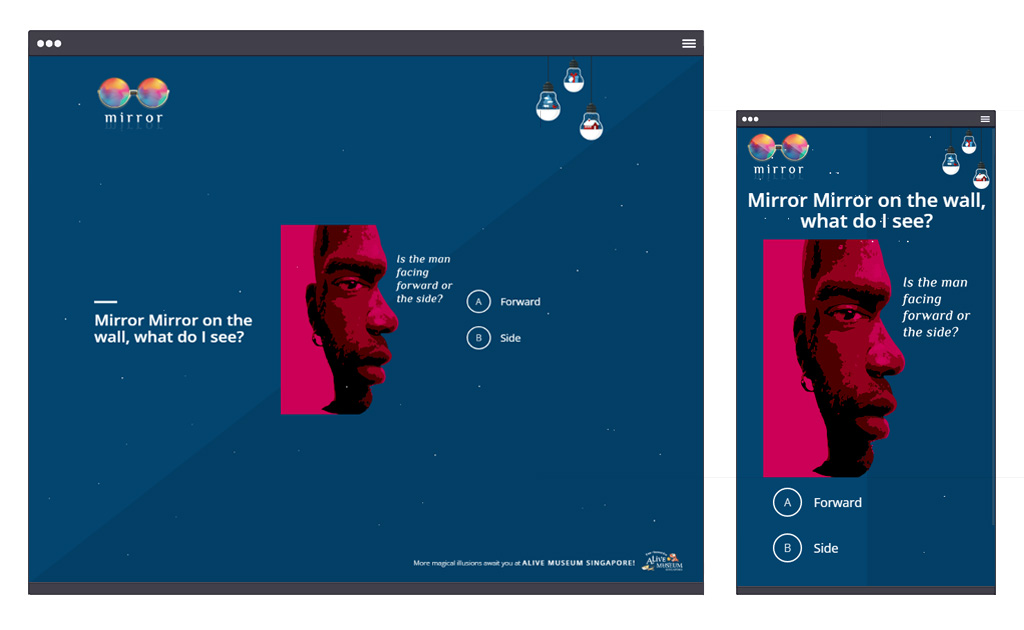 mirror
Mirror Mirror on the
wall, what do I see?
Is the man
facing
forward or
the side?
A Forward
B Side
More magical illusions await you at ALIVE MUSEUM SINGAPORE!
ALIVE
MUSEUM
mirror
Mirror Mirror on the wall,
what do I see?
Is the man
facing
forward or
the side?
A Forward
B Side